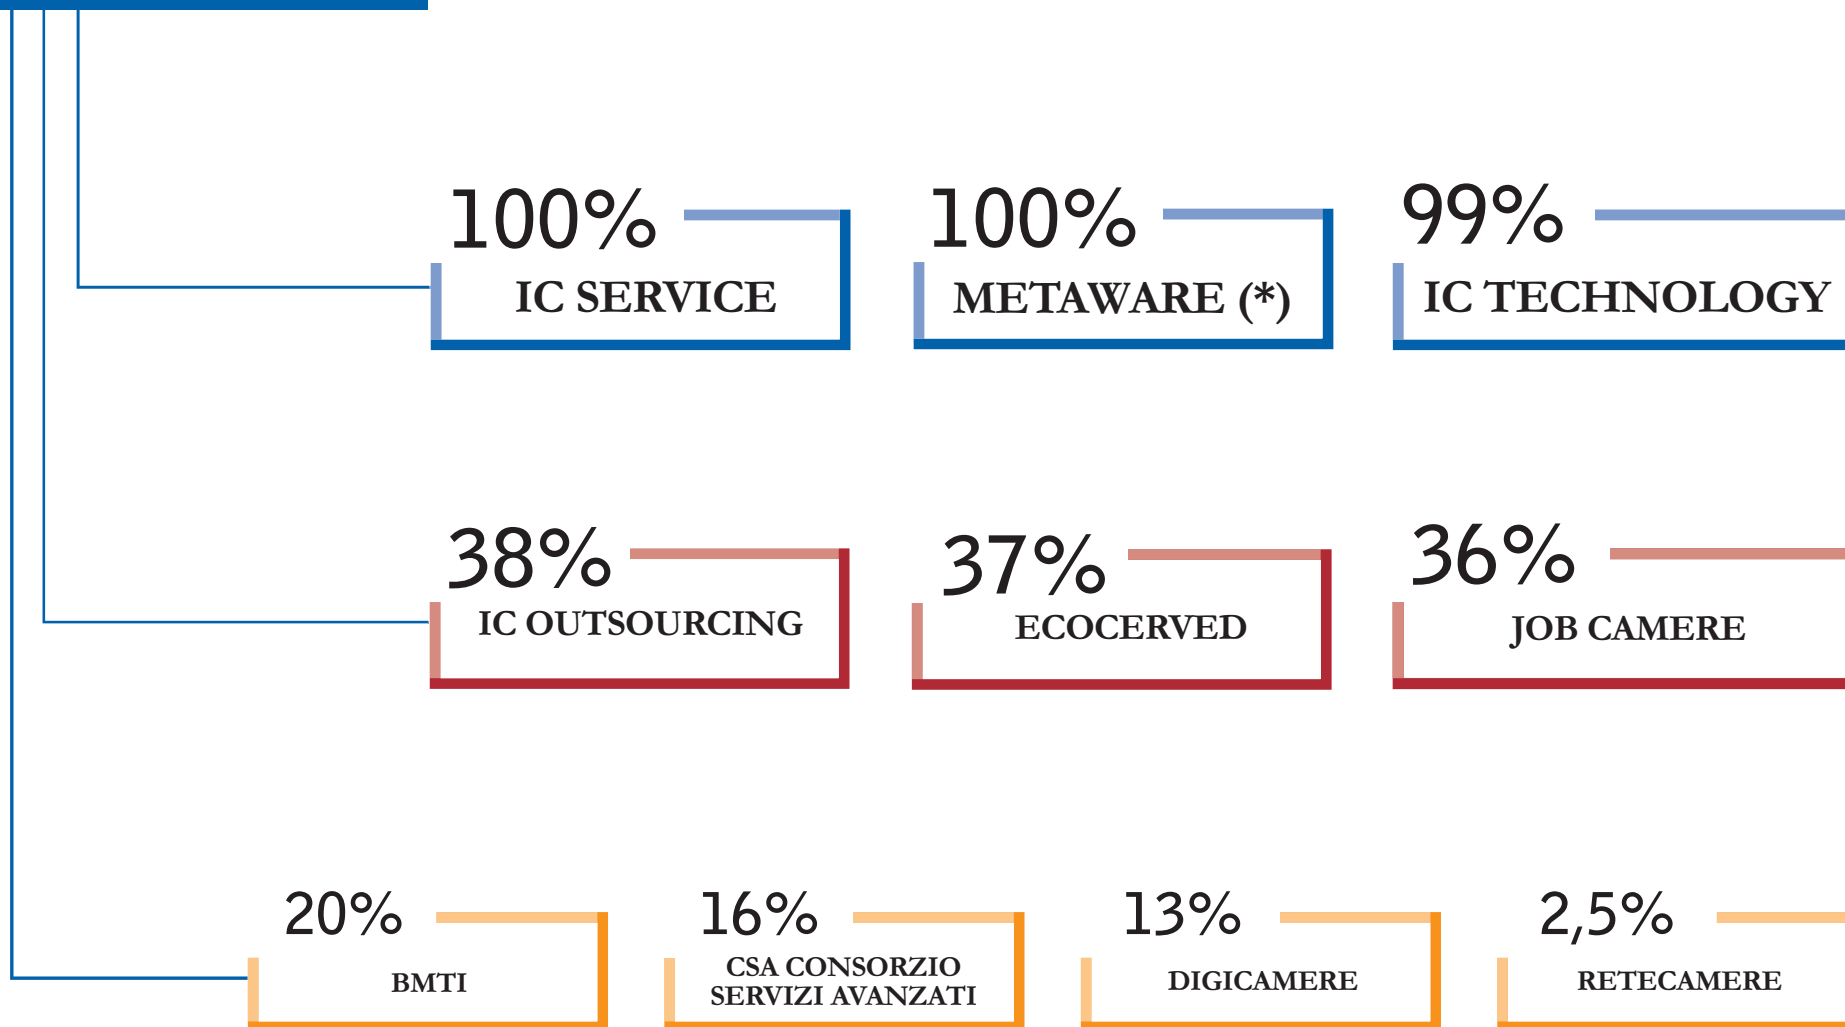 100%
IC SERVICE
100%
METAWARE (*)
99%
IC TECHNOLOGY
38%
IC OUTSOURCING
37%
ECOCERVED
36%
JOB CAMERE
20%
BMTI
16%
CSA CONSORZIO
SERVIZI AVANZATI
13%
DIGICAMERE
2,5%
RETECAMERE